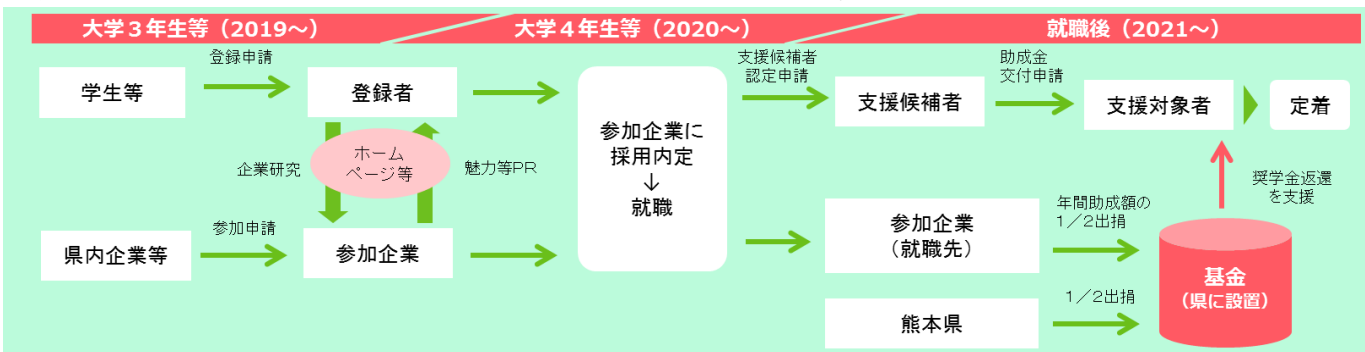 大学3年生等（2019～）
大学4年生等（2020～）
就職後（2021～）
学生等
登録申請
登録者
参加企業に
採用内定
↓
就職
支援候補者
認定申請
支援候補者
助成金
交付申請
支援対象者
定着
企業研究
ホーム
ページ等
魅力等PR
奨学金返還
を支援
県内企業等
参加申請
参加企業
参加企業
（就職先）
年間助成額の
1／2出捐
熊本県
1／2出捐
基金
（県に設置）